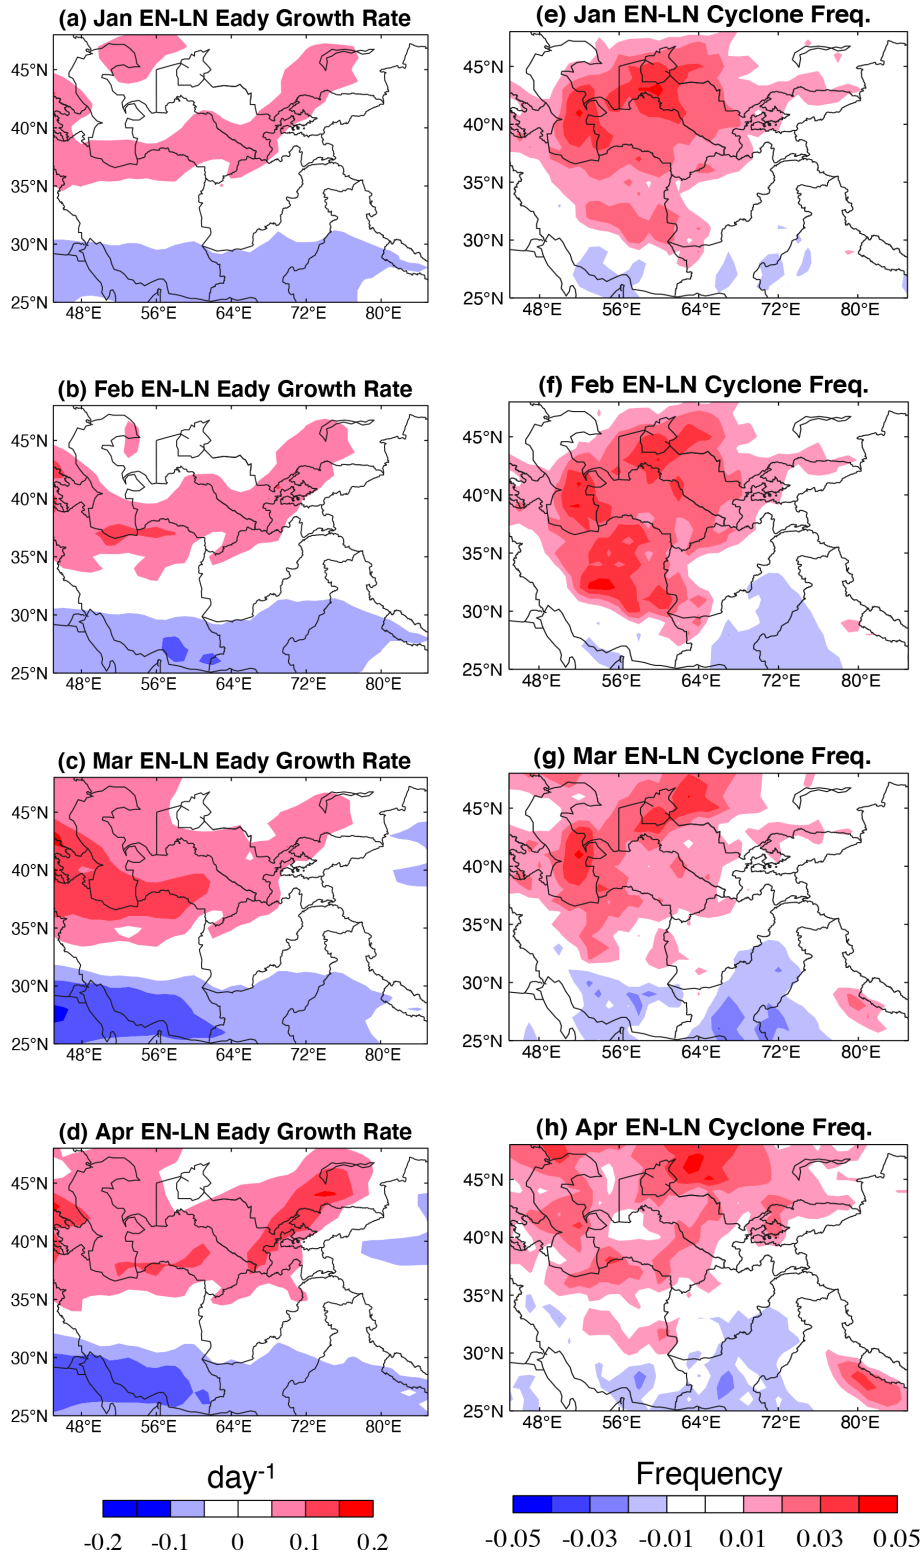 (a) Jan EN-LN Eady Growth Rate
45°N
40°N
35°N
30°N
25°N
48°E 56°E 64°E 72°E 80°E
(e) Jan EN-LN Cyclone Freq.
45°N
40°N
35°N
30°N
25°N
48°E 56°E 64°E 72°E 80°E
(b) Feb EN-LN Eady Growth Rate
45°N
40°N
35°N
30°N
25°N
48°E 56°E 64°E 72°E 80°E
(f) Feb EN-LN Cyclone Freq.
45°N
40°N
35°N
30°N
25°N
48°E 56°E 64°E 72°E 80°E
(c) Mar EN-LN Eady Growth Rate
45°N
40°N
35°N
30°N
25°N
48°E 56°E 64°E 72°E 80°E
(g) Mar EN-LN Cyclone Freq.
45°N
40°N
35°N
30°N
25°N
48°E 56°E 64°E 72°E 80°E
(d) Apr EN-LN Eady Growth Rate
45°N
40°N
35°N
30°N
25°N
48°E 56°E 64°E 72°E 80°E
(h) Apr EN-LN Cyclone Freq.
45°N
40°N
35°N
30°N
25°N
48°E 56°E 64°E 72°E 80°E
day⁻¹
-0.2 -0.1 0 0.1 0.2
Frequency
-0.05 -0.03 -0.01 0.01 0.03 0.05